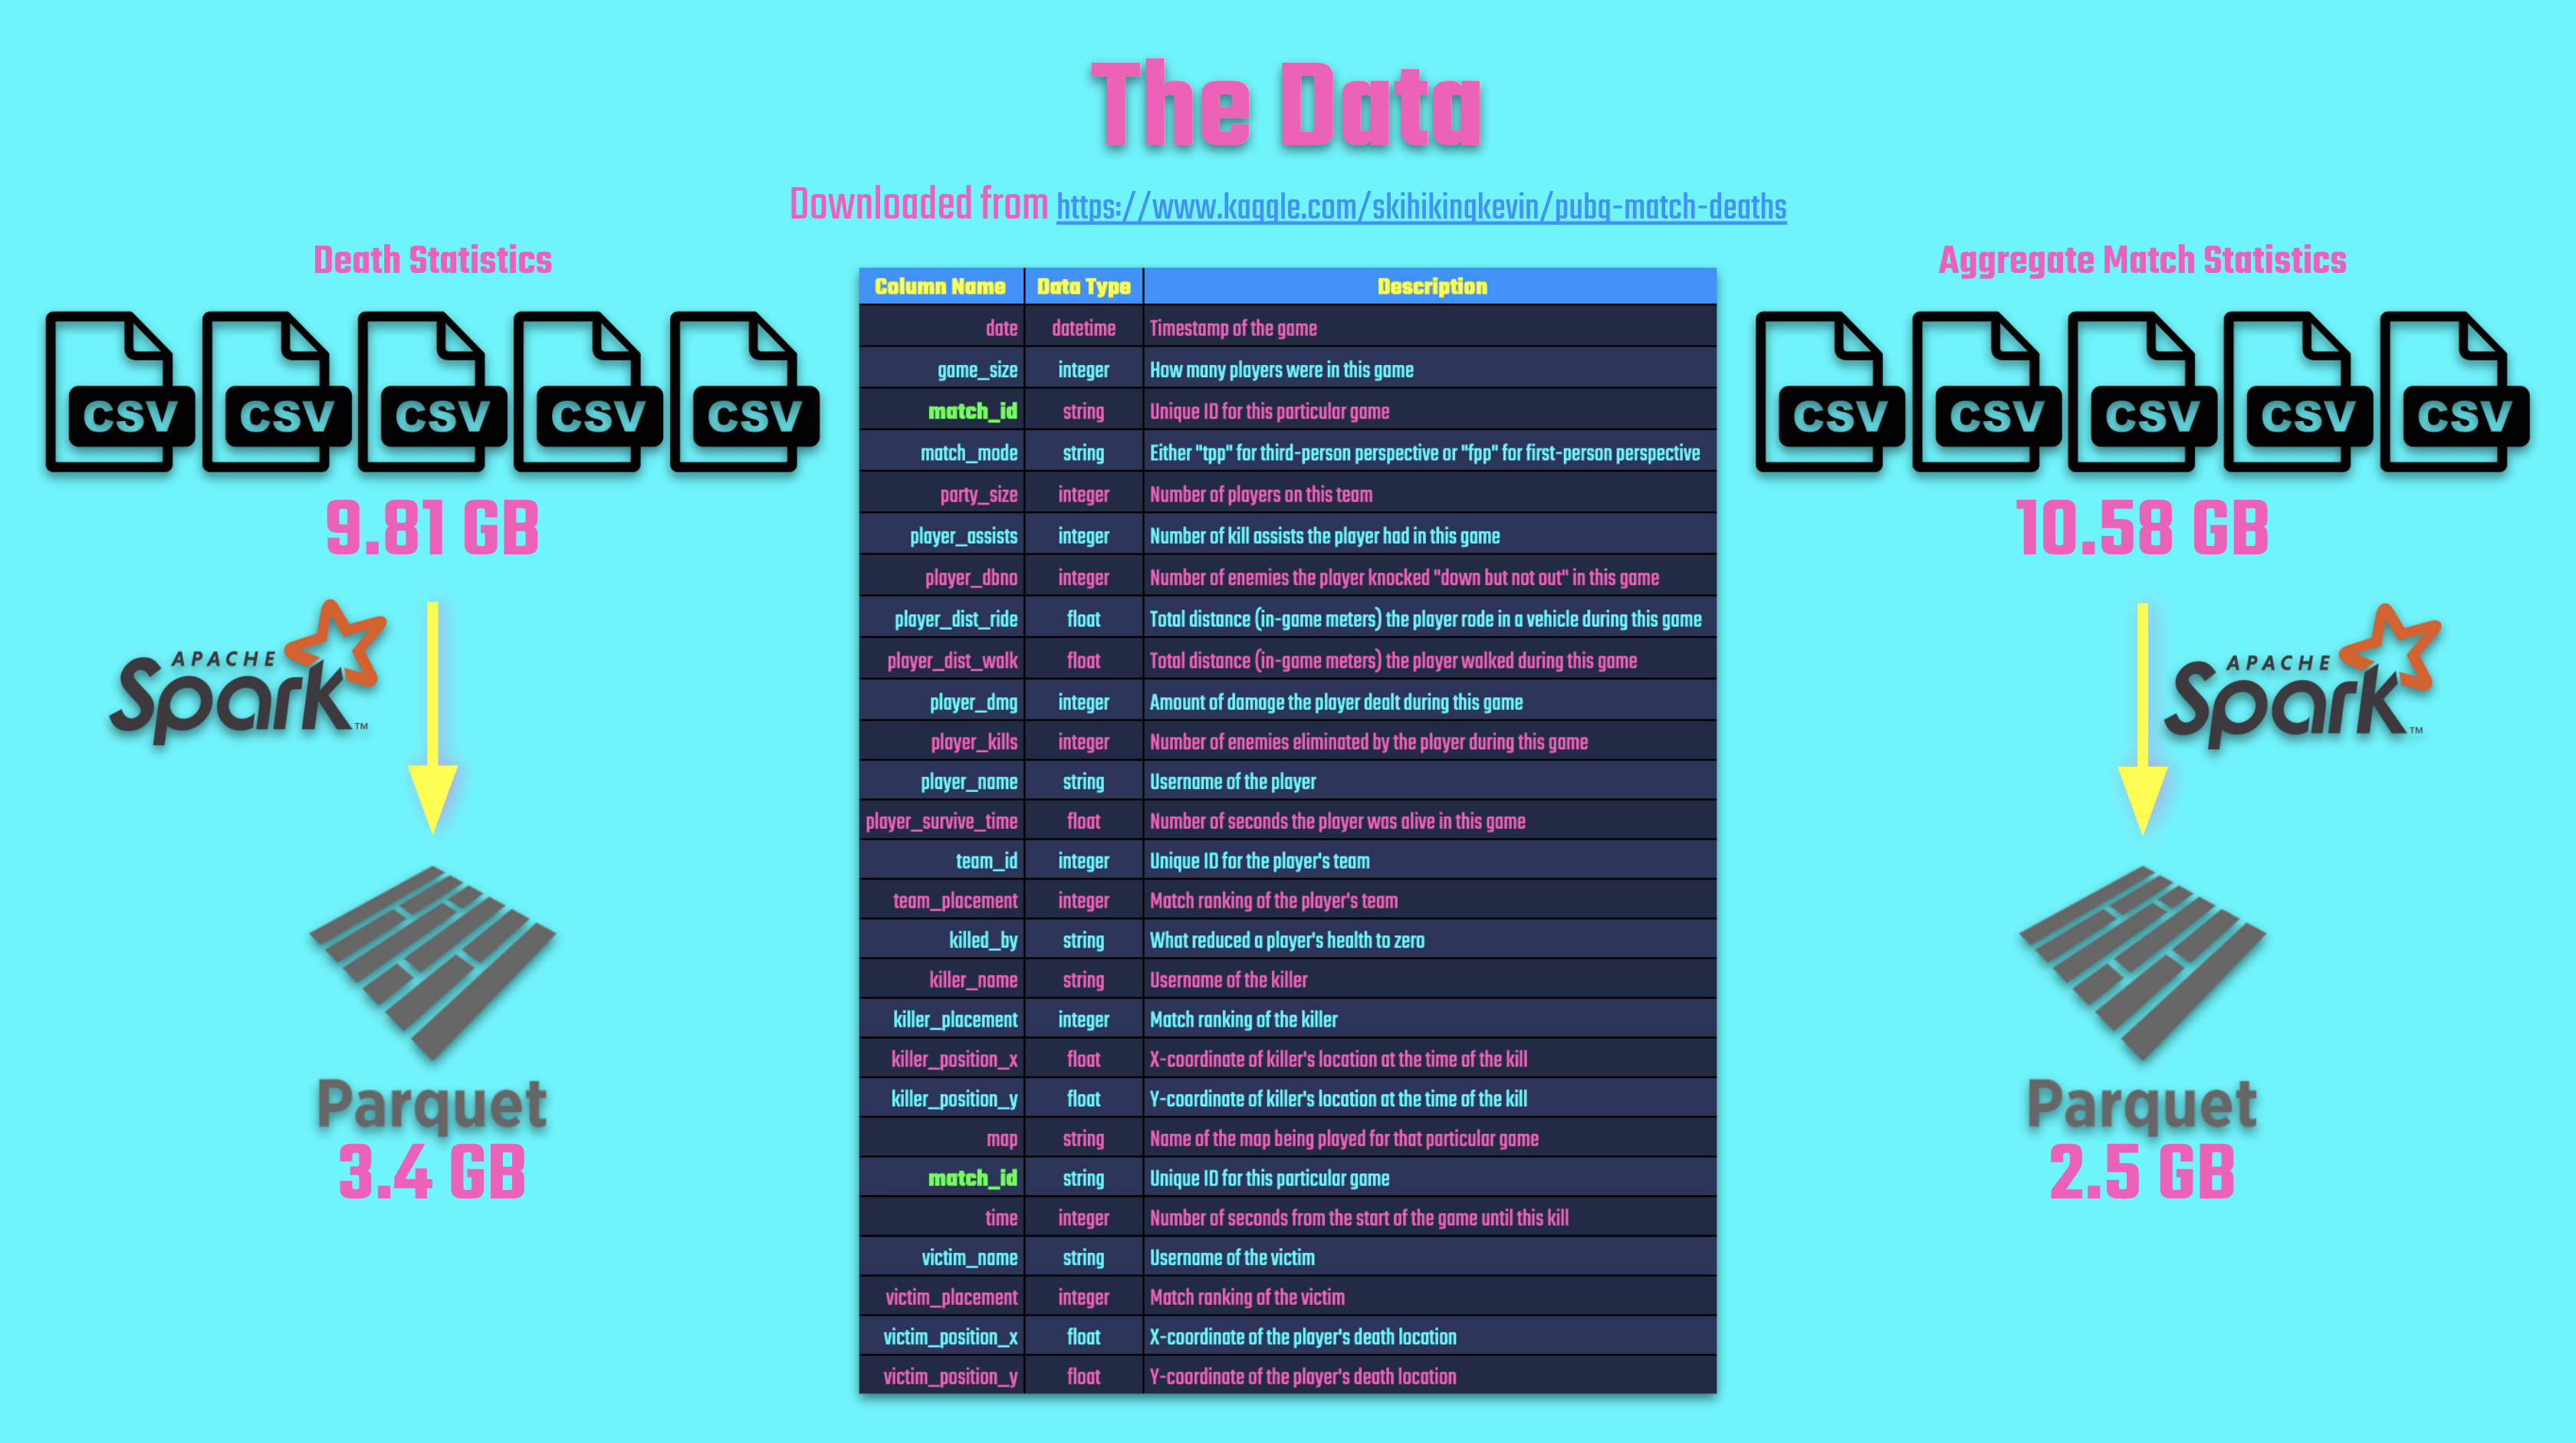 The Data
Downloaded from https://www.kaggle.com/skihikingkevin/pubg-match-deaths
Death Statistics
CSV CSV CSV CSV CSV
9.81 GB
APACHE
Spark™
Parquet
3.4 GB
Column Name Data Type Description
date datetime Timestamp of the game
game_size integer How many players were in this game
match_id string Unique ID for this particular game
match_mode string Either "tpp" for third-person perspective or "fpp" for first-person perspective
party_size integer Number of players on this team
player_assists integer Number of kill assists the player had in this game
player_dbno integer Number of enemies the player knocked "down but not out" in this game
player_dist_ride float Total distance (in-game meters) the player rode in a vehicle during this game
player_dist_walk float Total distance (in-game meters) the player walked during this game
player_dmg integer Amount of damage the player dealt during this game
player_kills integer Number of enemies eliminated by the player during this game
player_name string Username of the player
player_survive_time float Number of seconds the player was alive in this game
team_id integer Unique ID for the player's team
team_placement integer Match ranking of the player's team
killed_by string What reduced a player's health to zero
killer_name string Username of the killer
killer_placement integer Match ranking of the killer
killer_position_x float X-coordinate of killer's location at the time of the kill
killer_position_y float Y-coordinate of killer's location at the time of the kill
map string Name of the map being played for that particular game
match_id string Unique ID for this particular game
time integer Number of seconds from the start of the game until this kill
victim_name string Username of the victim
victim_placement integer Match ranking of the victim
victim_position_x float X-coordinate of the player's death location
victim_position_y float Y-coordinate of the player's death location
Aggregate Match Statistics
CSV CSV CSV CSV CSV
10.58 GB
APACHE
Spark™
Parquet
2.5 GB